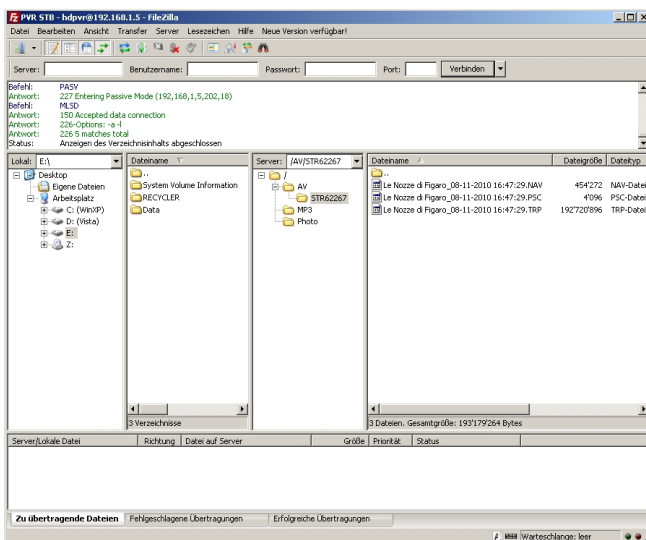 PVR STB - hdpvr@192.168.1.5 - FileZilla
Datei Bearbeiten Ansicht Transfer Server Lesezeichen Hilfe Neue Version verfügbar!
Server: Benutzername: Passwort: Port: Verbinden
Befehl: PASV
Antwort: 227 Entering Passive Mode (192,168,1,5,202,18)
Befehl: MLSD
Antwort: 150 Accepted data connection
Antwort: 226-Options: -a -l
Antwort: 226 5 matches total
Status: Anzeigen des Verzeichnisinhalts abgeschlossen
Lokal: E:\
Desktop
Eigene Dateien
Arbeitsplatz
C: (WinXP)
D: (Vista)
E:
Z:
Dateiname
..
System Volume Information
RECYCLER
Data
3 Verzeichnisse
Server: /AV/STR62267
/
AV
STR62267
MP3
Photo
Dateiname Dateigröße Dateityp
..
Le Nozze di Figaro_08-11-2010 16:47:29.NAV 454'272 NAV-Datei
Le Nozze di Figaro_08-11-2010 16:47:29.PSC 4'096 PSC-Datei
Le Nozze di Figaro_08-11-2010 16:47:29.TRP 192'720'896 TRP-Datei
3 Dateien. Gesamtgröße: 193'179'264 Bytes
Server/Lokale Datei Richtung Datei auf Server Größe Priorität Status
Zu übertragende Dateien Fehlgeschlagene Übertragungen Erfolgreiche Übertragungen
Warteschlange: leer